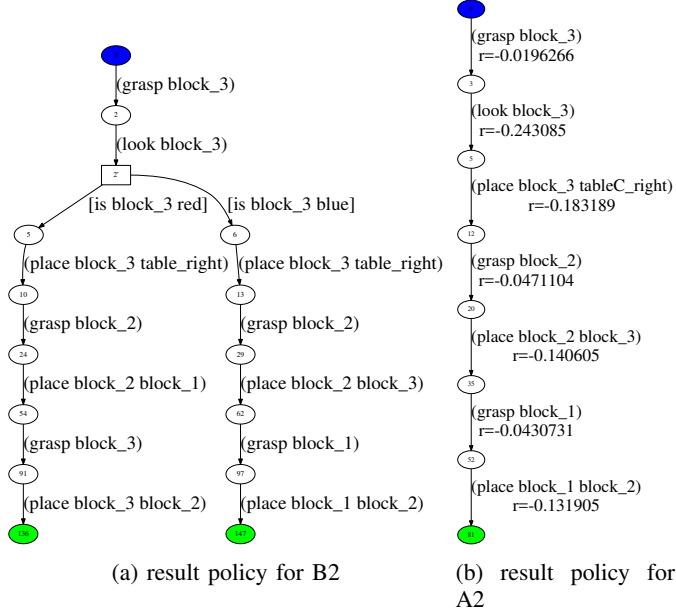 (grasp block_3)
2
(look block_3)
2'
[is block_3 red]
[is block_3 blue]
5
6
(place block_3 table_right)
(place block_3 table_right)
10
13
(grasp block_2)
(grasp block_2)
24
29
(place block_2 block_1)
(place block_2 block_3)
54
62
(grasp block_3)
(grasp block_1)
91
97
(place block_3 block_2)
(place block_1 block_2)
136
147
(a) result policy for B2
(grasp block_3)
r=-0.0196266
3
(look block_3)
r=-0.243085
5
(place block_3 tableC_right)
r=-0.183189
12
(grasp block_2)
r=-0.0471104
20
(place block_2 block_3)
r=-0.140605
35
(grasp block_1)
r=-0.0430731
52
(place block_1 block_2)
r=-0.131905
81
(b) result policy for
A2